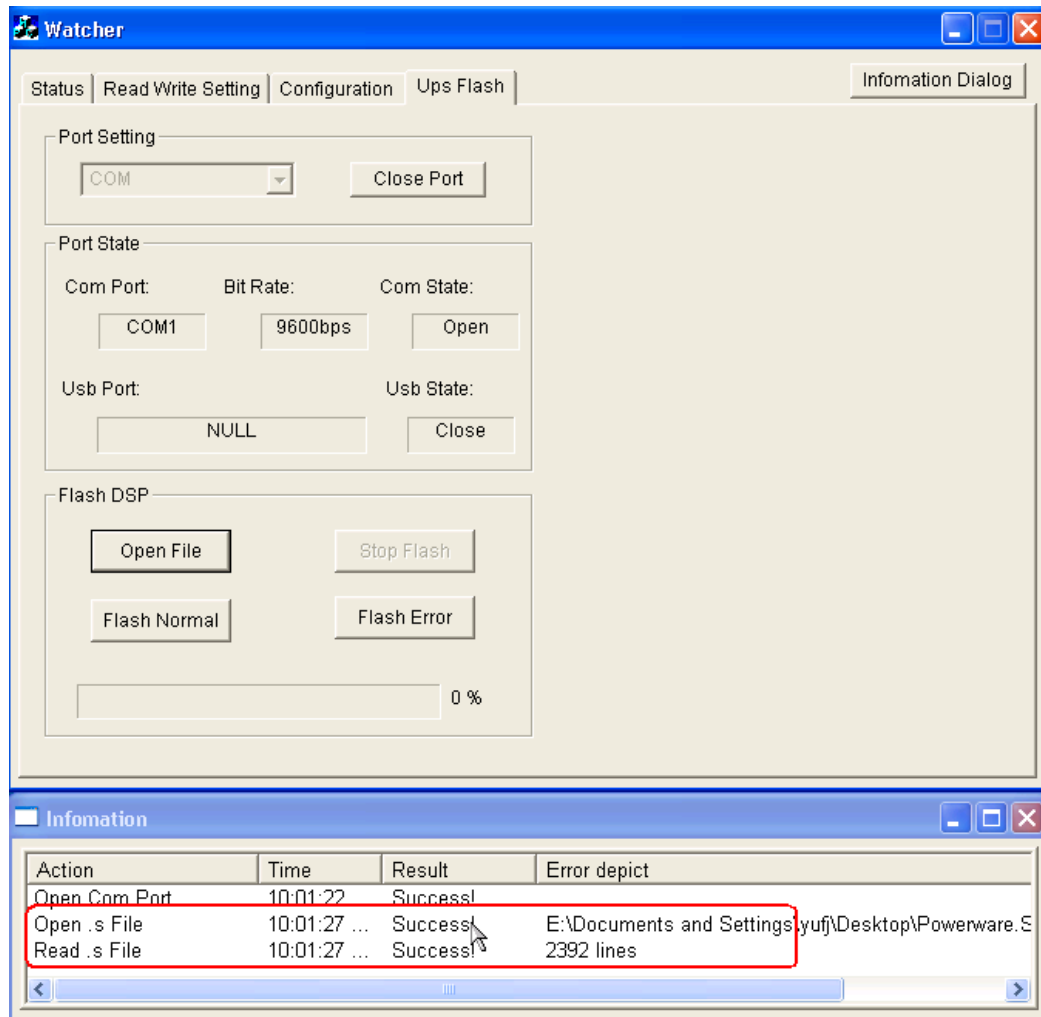 Watcher
Status Read Write Setting Configuration Ups Flash Infomation Dialog
Port Setting
COM Close Port
Port State
Com Port: Bit Rate: Com State:
COM1 9600bps Open
Usb Port: Usb State:
NULL Close
Flash DSP
Open File Stop Flash
Flash Normal Flash Error
0 %
Infomation
Action Time Result Error depict
Open Com Port 10:01:22 Success!
Open .s File 10:01:27 ... Success! E:\Documents and Settings\yufj\Desktop\Powerware.S
Read .s File 10:01:27 ... Success! 2392 lines